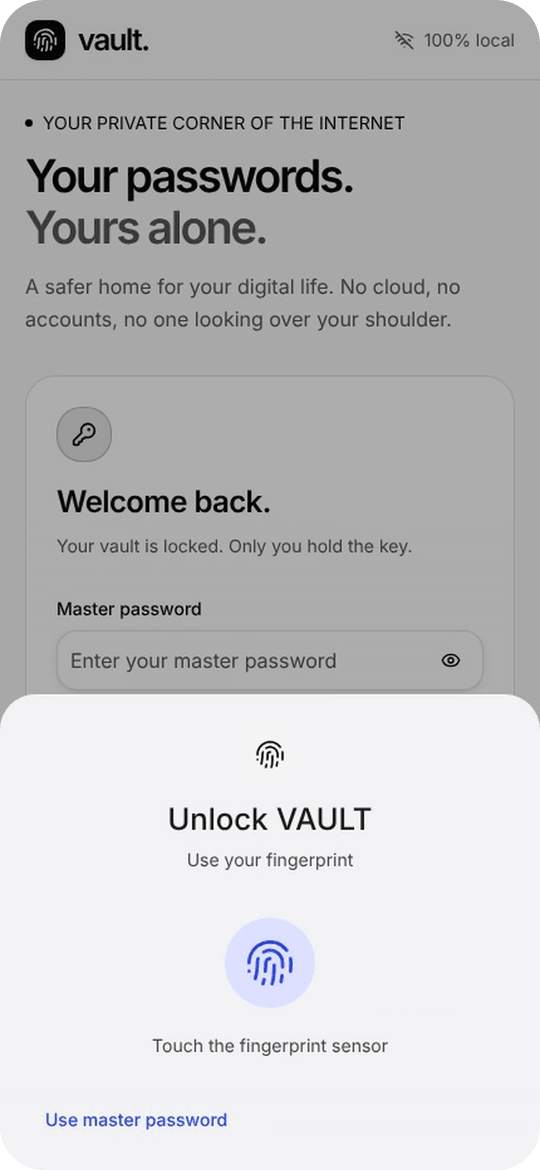 vault.
100% local
YOUR PRIVATE CORNER OF THE INTERNET
Your passwords.
Yours alone.
A safer home for your digital life. No cloud, no
accounts, no one looking over your shoulder.
Welcome back.
Your vault is locked. Only you hold the key.
Master password
Enter your master password
Unlock VAULT
Use your fingerprint
Touch the fingerprint sensor
Use master password